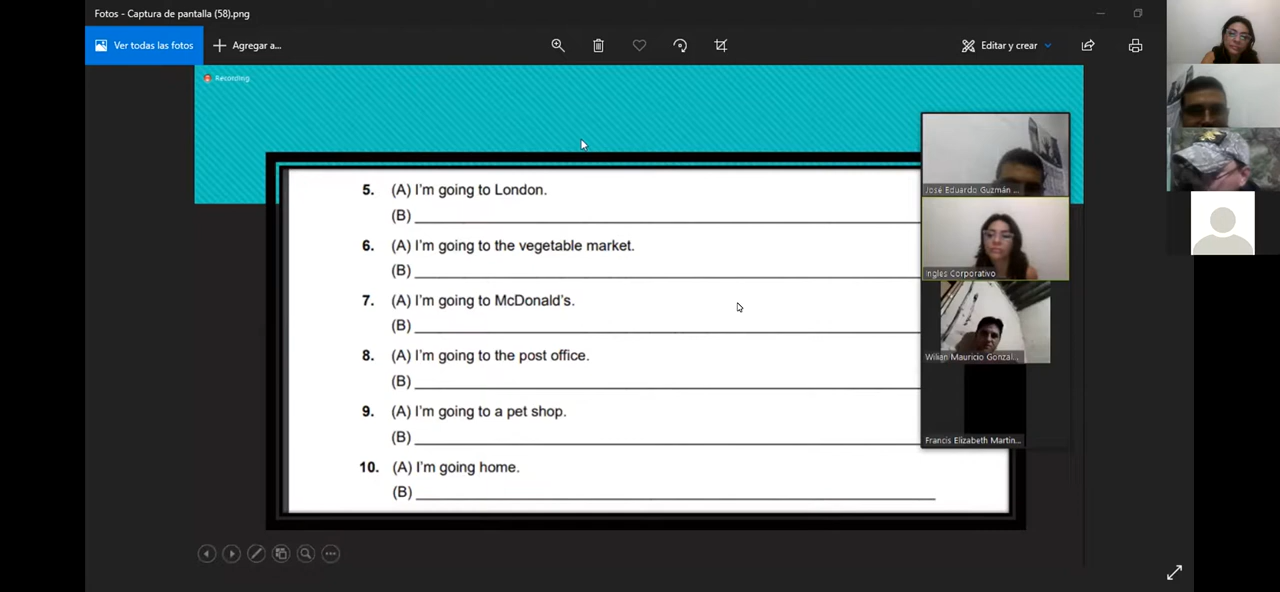 Fotos - Captura de pantalla (58).png
Ver todas las fotos
Agregar a...
Editar y crear
Recording
5. (A) I'm going to London.
(B)
6. (A) I'm going to the vegetable market.
(B)
7. (A) I'm going to McDonald's.
(B)
8. (A) I'm going to the post office.
(B)
9. (A) I'm going to a pet shop.
(B)
10. (A) I'm going home.
(B)
José Eduardo Guzmán ...
Ingles Corporativo
Wilian Mauricio Gonzal...
Francis Elizabeth Martin...